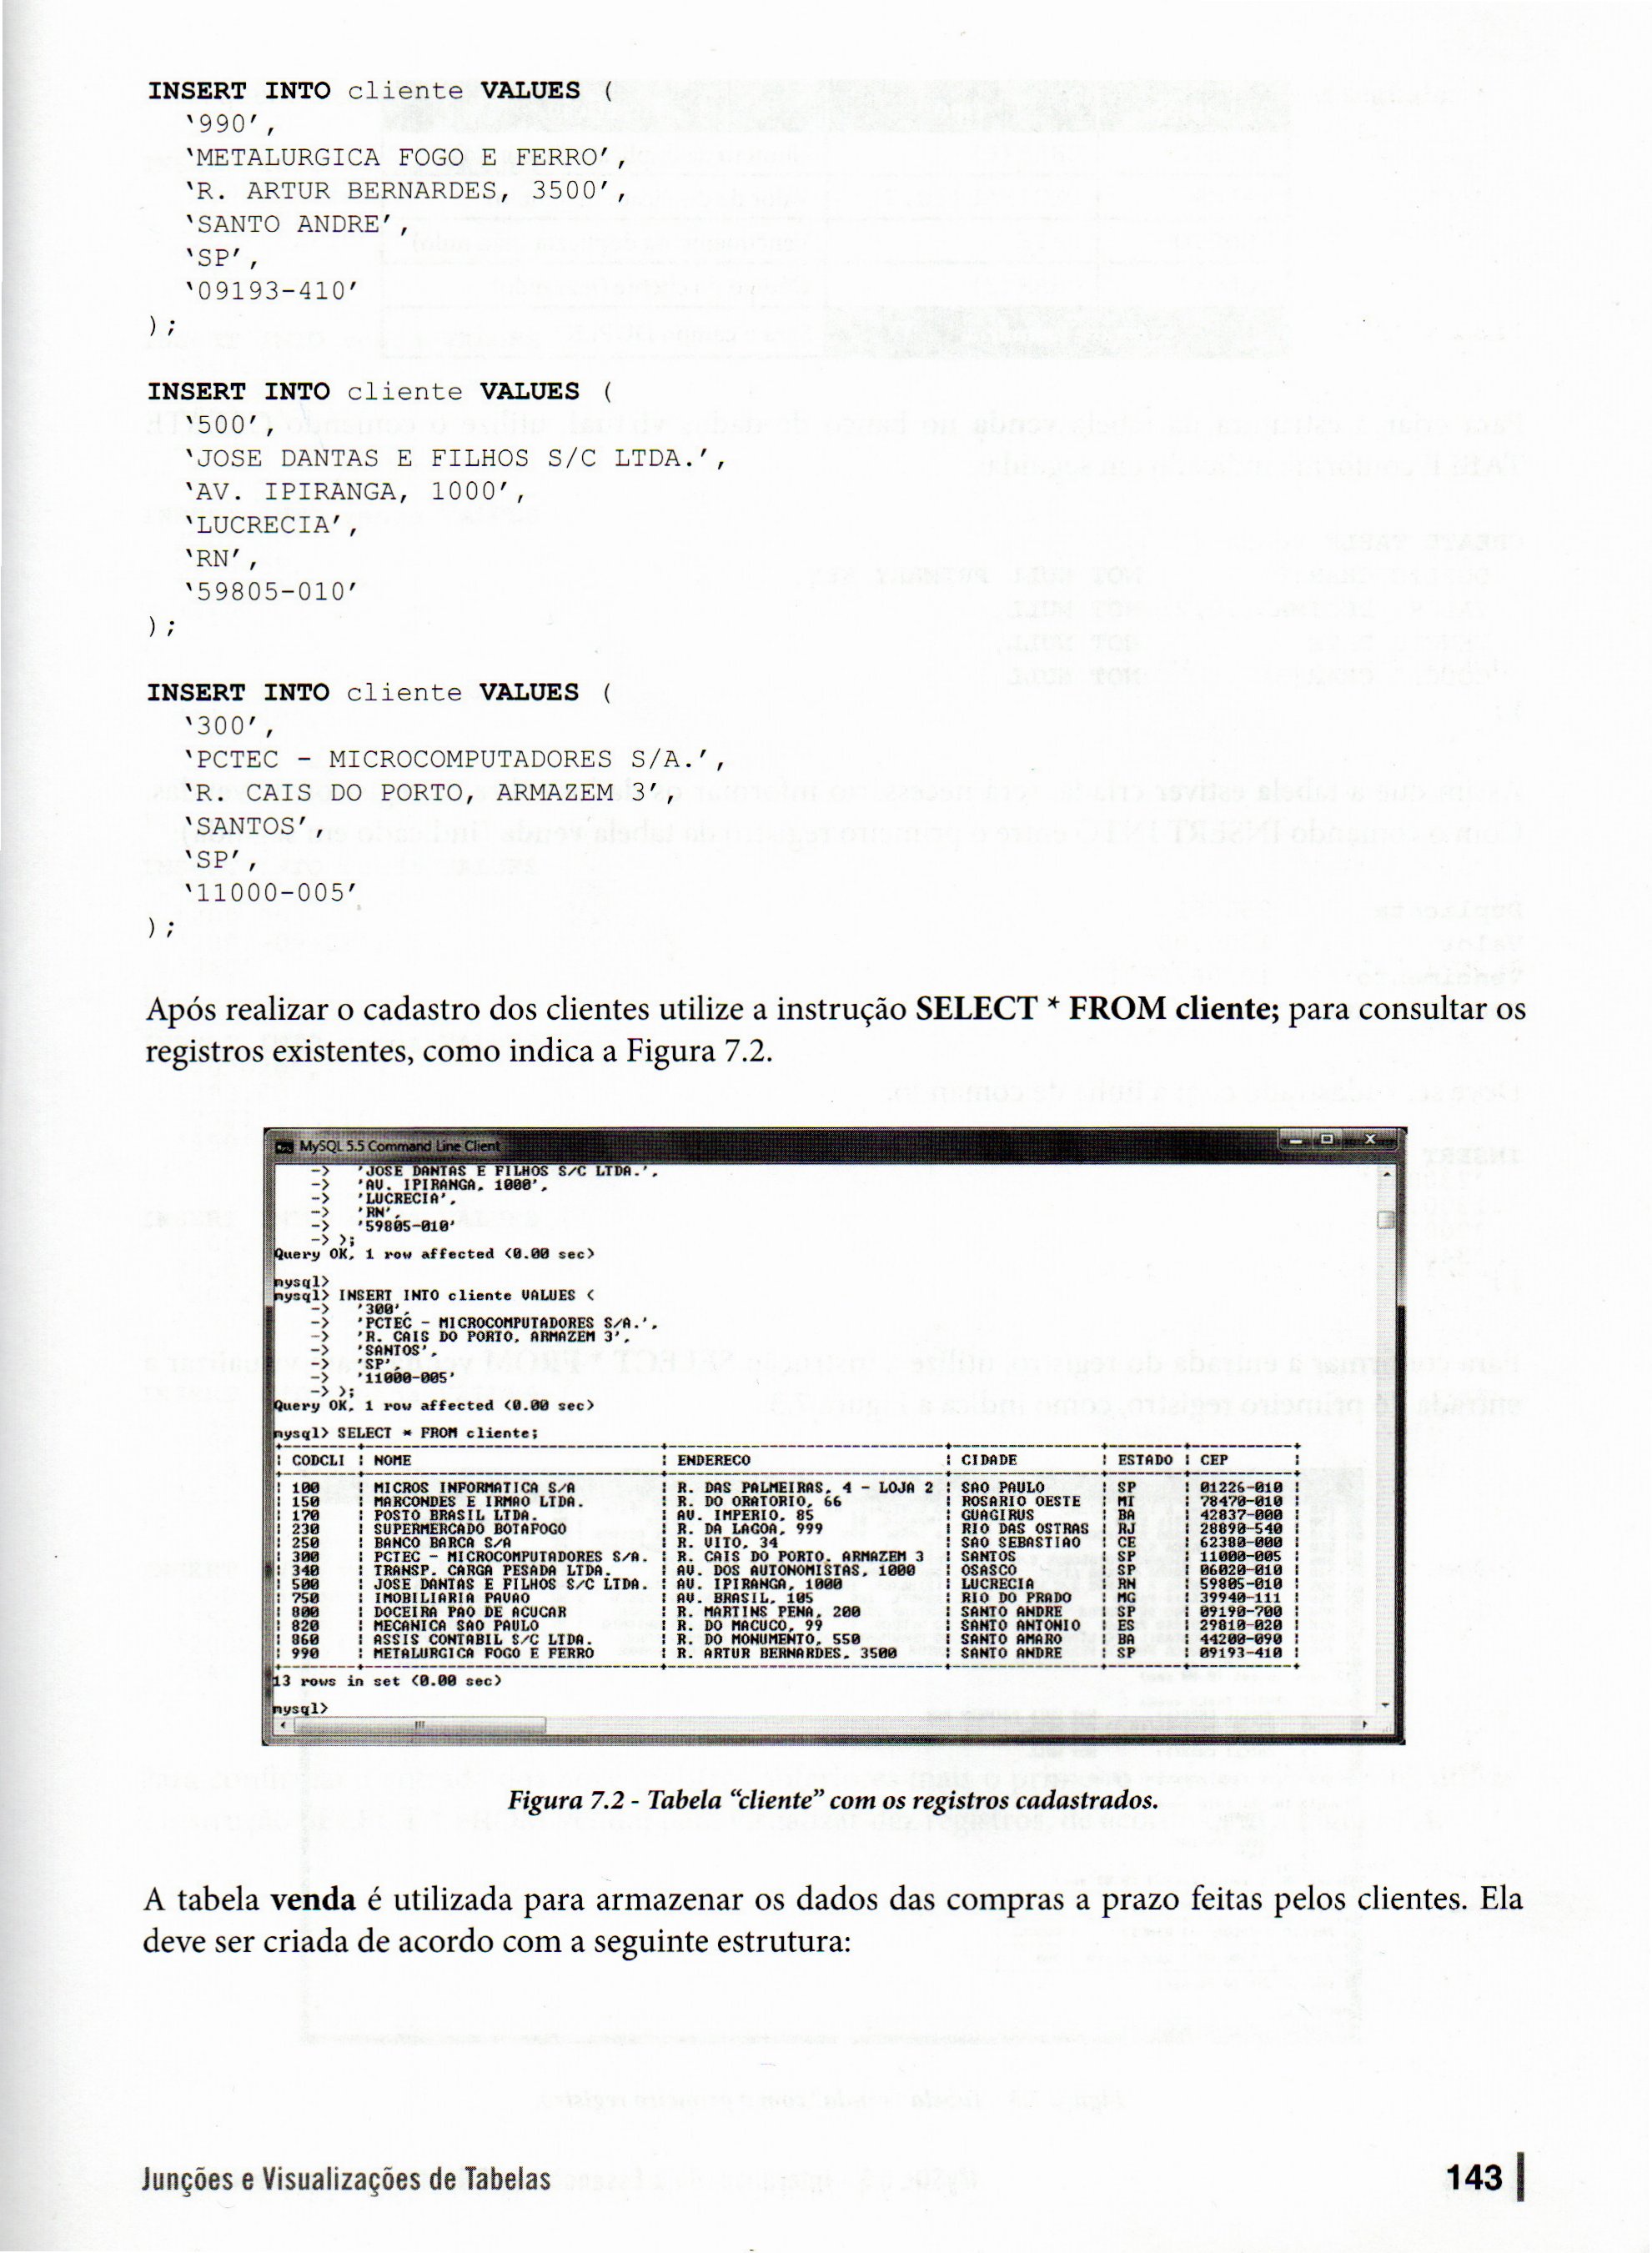 INSERT INTO cliente VALUES (
‘990’,
‘METALURGICA FOGO E FERRO’,
‘R. ARTUR BERNARDES, 3500’,
‘SANTO ANDRE’,
‘SP’,
‘09193-410’
);
INSERT INTO cliente VALUES (
‘500’,
‘JOSE DANTAS E FILHOS S/C LTDA.’,
‘AV. IPIRANGA, 1000’,
‘LUCRECIA’,
‘RN’,
‘59805-010’
);
INSERT INTO cliente VALUES (
‘300’,
‘PCTEC - MICROCOMPUTADORES S/A.’,
‘R. CAIS DO PORTO, ARMAZEM 3’,
‘SANTOS’,
‘SP’,
‘11000-005’
);
Após realizar o cadastro dos clientes utilize a instrução SELECT * FROM cliente; para consultar os
registros existentes, como indica a Figura 7.2.
MySQL 5.5 Command Line Client
-> 'JOSE DANTAS E FILHOS S/C LTDA.',
-> 'AV. IPIRANGA, 1000',
-> 'LUCRECIA',
-> 'RN',
-> '59805-010'
-> );
Query OK, 1 row affected (0.00 sec)
mysql>
mysql> INSERT INTO cliente VALUES (
-> '300',
-> 'PCTEC - MICROCOMPUTADORES S/A.',
-> 'R. CAIS DO PORTO, ARMAZEM 3',
-> 'SANTOS',
-> 'SP',
-> '11000-005'
-> );
Query OK, 1 row affected (0.00 sec)
mysql> SELECT * FROM cliente;
| CODCLI | NOME | ENDERECO | CIDADE | ESTADO | CEP |
| 100 | MICROS INFORMATICA S/A | R. DAS PALMEIRAS, 4 - LOJA 2 | SAO PAULO | SP | 01226-010 |
| 150 | MARCONDES E IRMAO LTDA. | R. DO ORATORIO, 66 | ROSARIO OESTE | MT | 78470-010 |
| 170 | POSTO BRASIL LTDA. | AV. IMPERIO, 85 | GUAGIRUS | BA | 42837-000 |
| 230 | SUPERMERCADO BOTAFOGO | R. DA LAGOA, 999 | RIO DAS OSTRAS | RJ | 28890-540 |
| 250 | BANCO BARCA S/A | R. VITO, 34 | SAO SEBASTIAO | CE | 62380-000 |
| 300 | PCTEC - MICROCOMPUTADORES S/A. | R. CAIS DO PORTO, ARMAZEM 3 | SANTOS | SP | 11000-005 |
| 340 | TRANSP. CARGA PESADA LTDA. | AV. DOS AUTONOMISTAS, 1000 | OSASCO | SP | 06020-010 |
| 500 | JOSE DANTAS E FILHOS S/C LTDA. | AV. IPIRANGA, 1000 | LUCRECIA | RN | 59805-010 |
| 750 | IMOBILIARIA PAVAO | AV. BRASIL, 105 | RIO DO PRADO | MG | 39940-111 |
| 800 | DOCEIRA PAO DE ACUCAR | R. MARTINS PENA, 200 | SANTO ANDRE | SP | 09190-700 |
| 820 | MECANICA SAO PAULO | R. DO MACUCO, 99 | SANTO ANTONIO | ES | 29810-020 |
| 860 | ASSIS CONTABIL S/C LTDA. | R. DO MONUMENTO, 550 | SANTO AMARO | BA | 44200-090 |
| 990 | METALURGICA FOGO E FERRO | R. ARTUR BERNARDES, 3500 | SANTO ANDRE | SP | 09193-410 |
13 rows in set (0.00 sec)
mysql>
Figura 7.2 - Tabela “cliente” com os registros cadastrados.
A tabela venda é utilizada para armazenar os dados das compras a prazo feitas pelos clientes. Ela
deve ser criada de acordo com a seguinte estrutura:
Junções e Visualizações de Tabelas
143